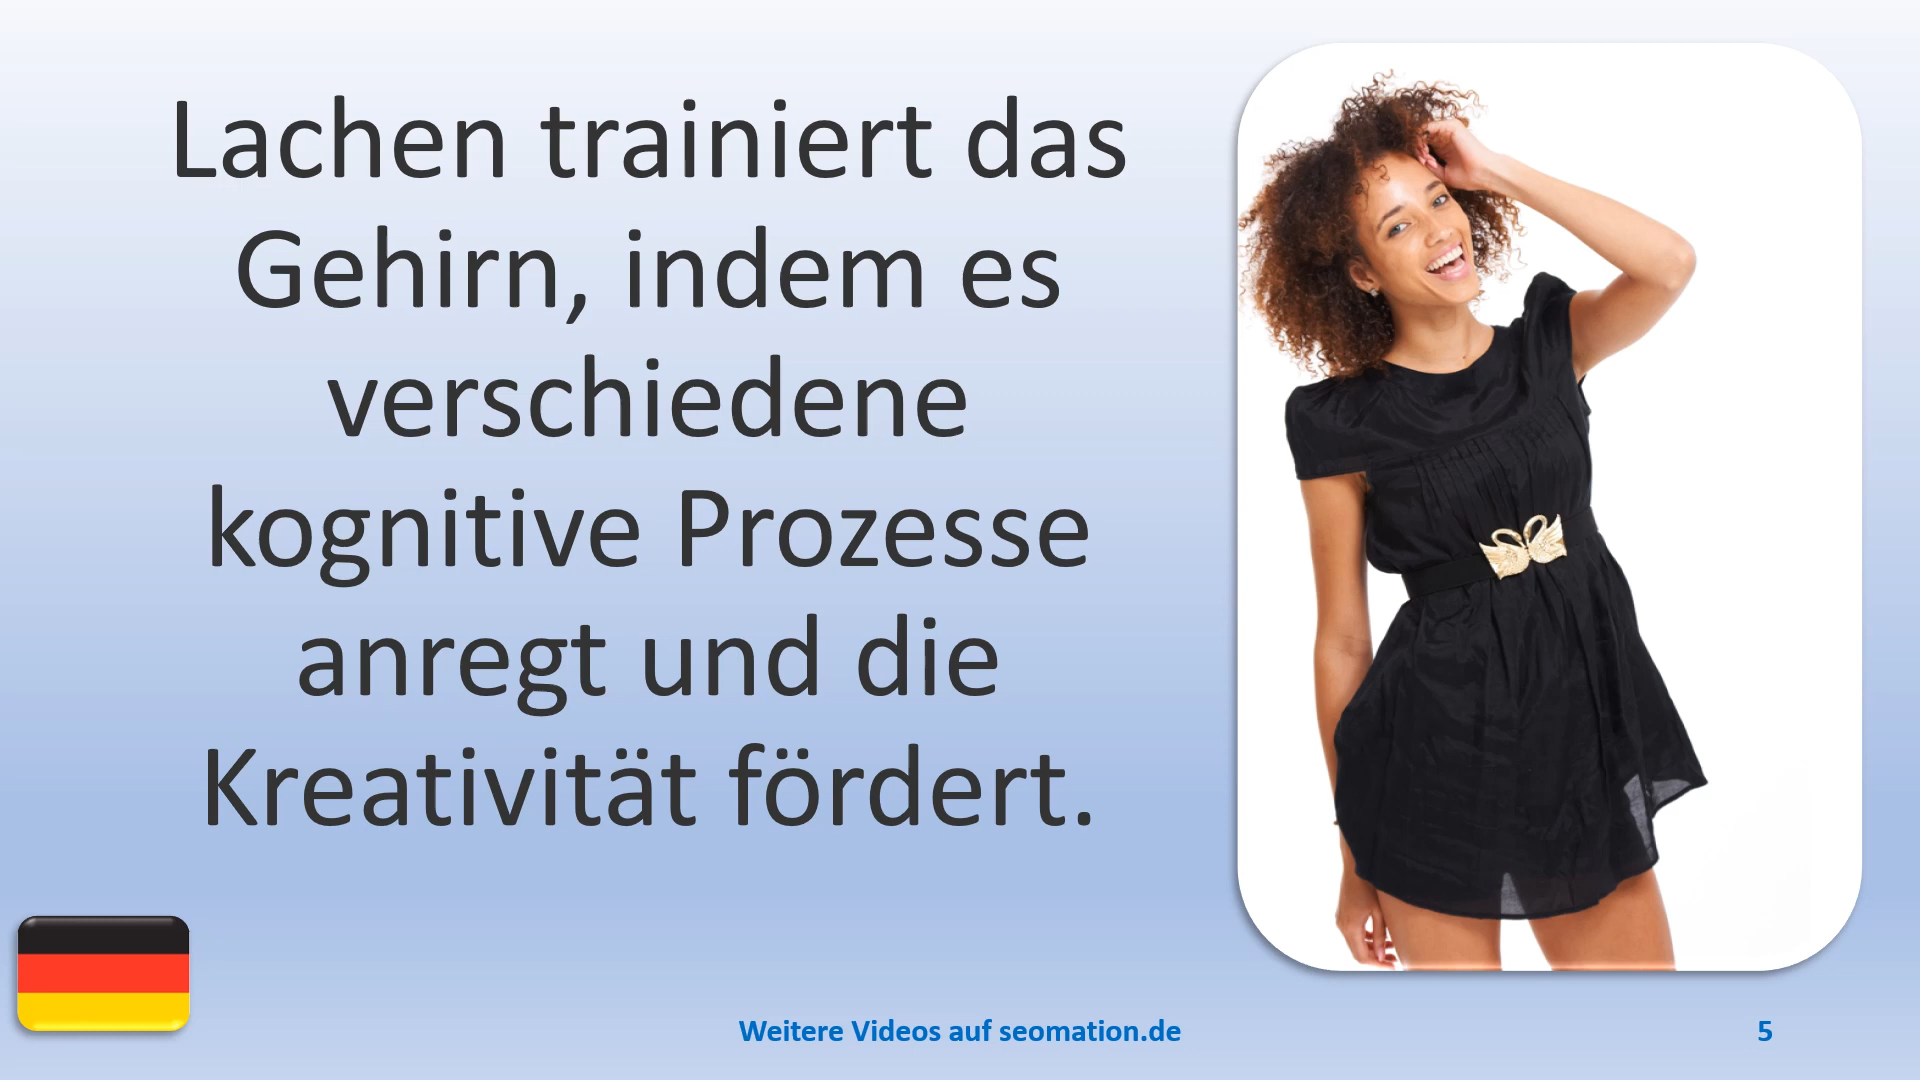 Lachen trainiert das
Gehirn, indem es
verschiedene
kognitive Prozesse
anregt und die
Kreativität fördert.
Weitere Videos auf seomation.de
5